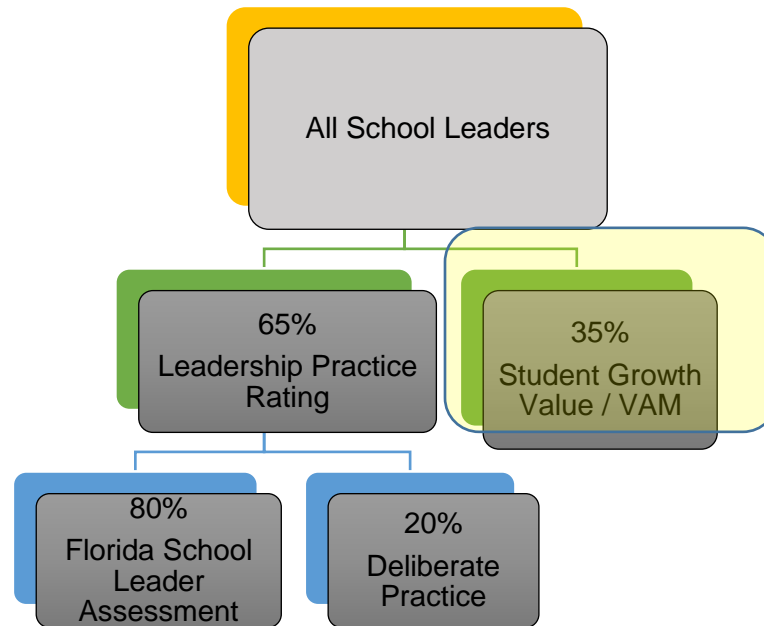 All School Leaders
65%
Leadership Practice
Rating
35%
Student Growth
Value / VAM
80%
Florida School
Leader
Assessment
20%
Deliberate
Practice